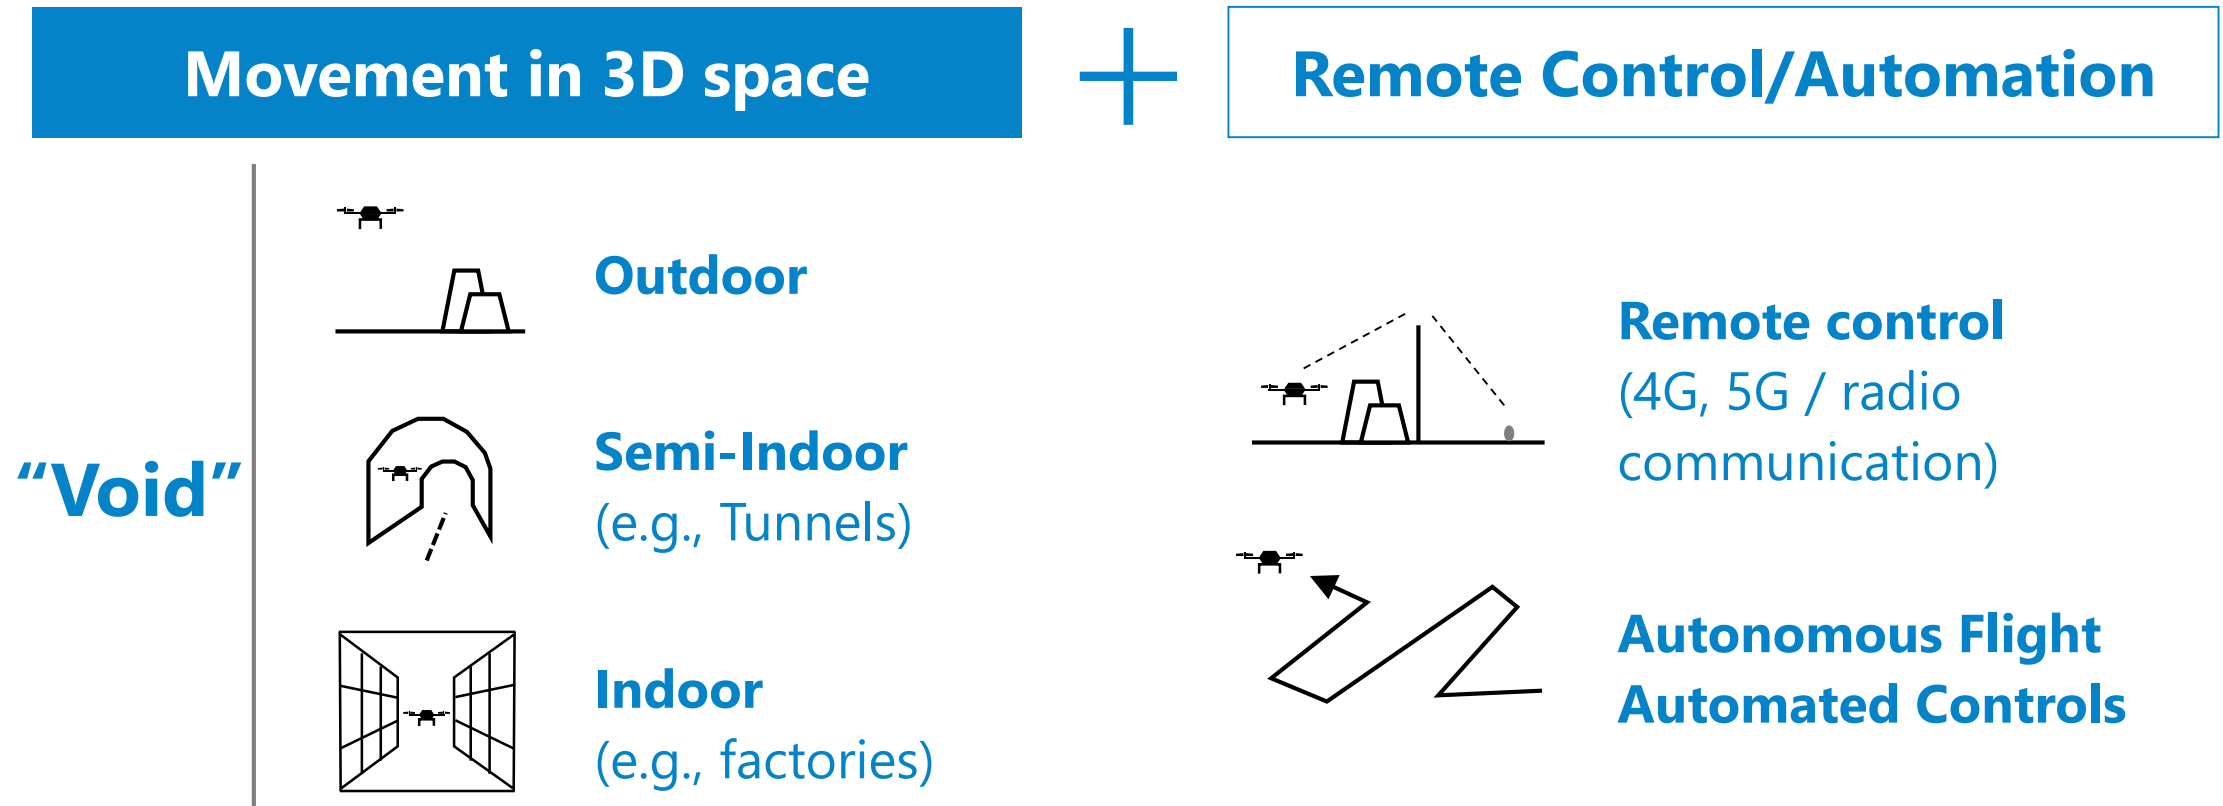 Movement in 3D space
+
Remote Control/Automation
“Void”
Outdoor
Semi-Indoor
(e.g., Tunnels)
Indoor
(e.g., factories)
Remote control
(4G, 5G / radio
communication)
Autonomous Flight
Automated Controls